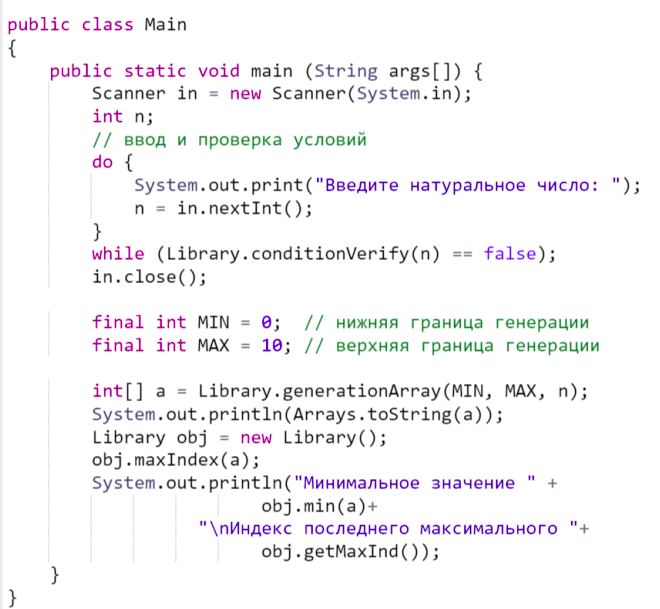 public class Main
{
    public static void main (String args[]) {
        Scanner in = new Scanner(System.in);
        int n;
        // ввод и проверка условий
        do {
            System.out.print("Введите натуральное число: ");
            n = in.nextInt();
        }
        while (Library.conditionVerify(n) == false);
        in.close();

        final int MIN = 0;  // нижняя граница генерации
        final int MAX = 10; // верхняя граница генерации

        int[] a = Library.generationArray(MIN, MAX, n);
        System.out.println(Arrays.toString(a));
        Library obj = new Library();
        obj.maxIndex(a);
        System.out.println("Минимальное значение " +
                        obj.min(a)+
                  "\nИндекс последнего максимального "+
                        obj.getMaxInd());
    }
}